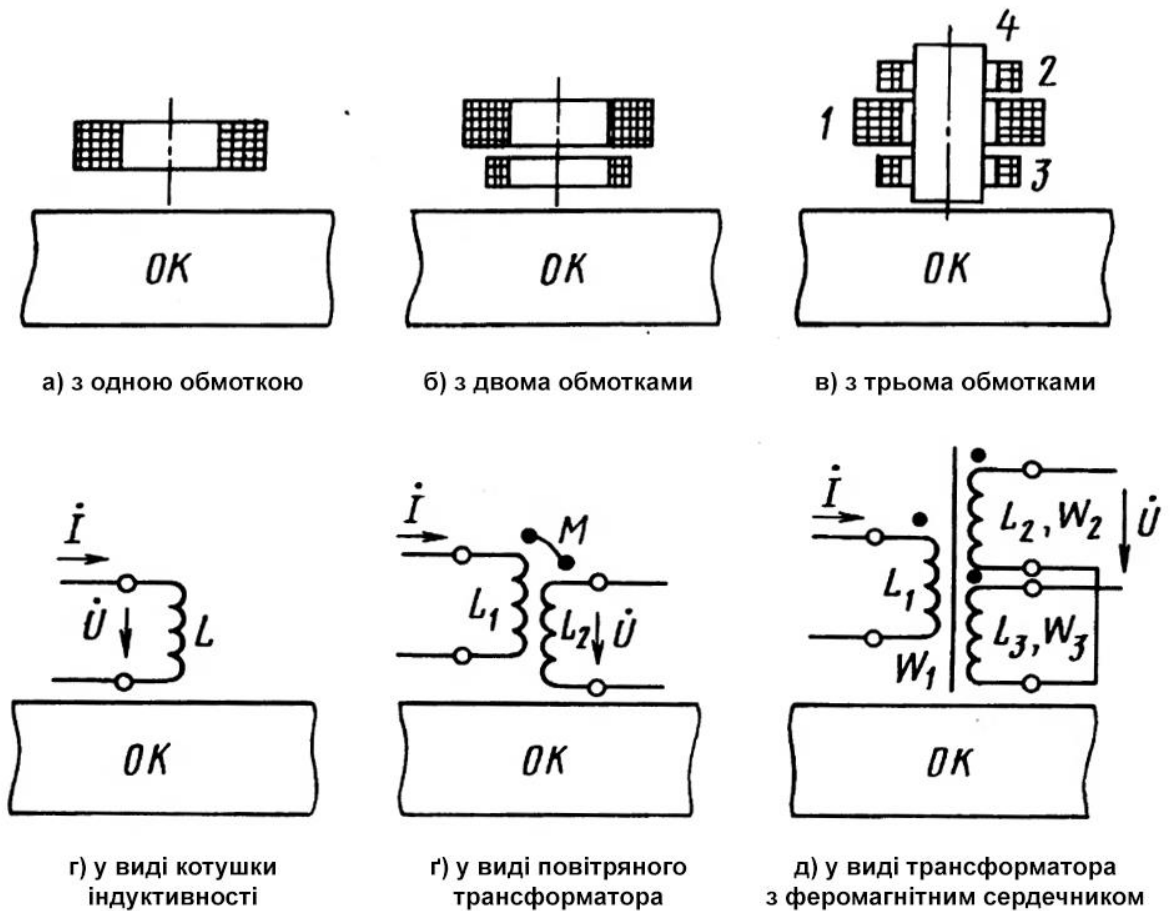 4
2
1
3
ОК
ОК
ОК
а) з одною обмоткою
б) з двома обмотками
в) з трьома обмотками
İ
U̇
L
İ
M
L₁
L₂
U̇
İ
L₁
W₁
L₂, W₂
U̇
L₃, W₃
ОК
ОК
ОК
г) у виді котушки
індуктивності
ґ) у виді повітряного
трансформатора
д) у виді трансформатора
з феромагнітним сердечником